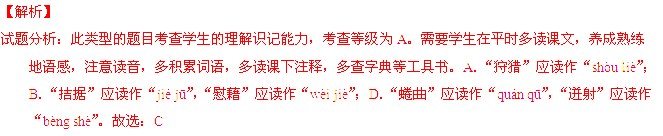 【解析】
试题分析：此类型的题目考查学生的理解识记能力，考查等级为 A。需要学生在平时多读课文，养成熟练
地语感，注意读音，多积累词语，多读课下注释，多查字典等工具书。A．“狩猎”应读作“shòu liè”；
B．“拮据”应读作“jié jū”，“慰藉”应读作“wèi jiè”；D．“蜷曲”应读作“quán qū”，“迸射”应读作
“bèng shè”。故选：C